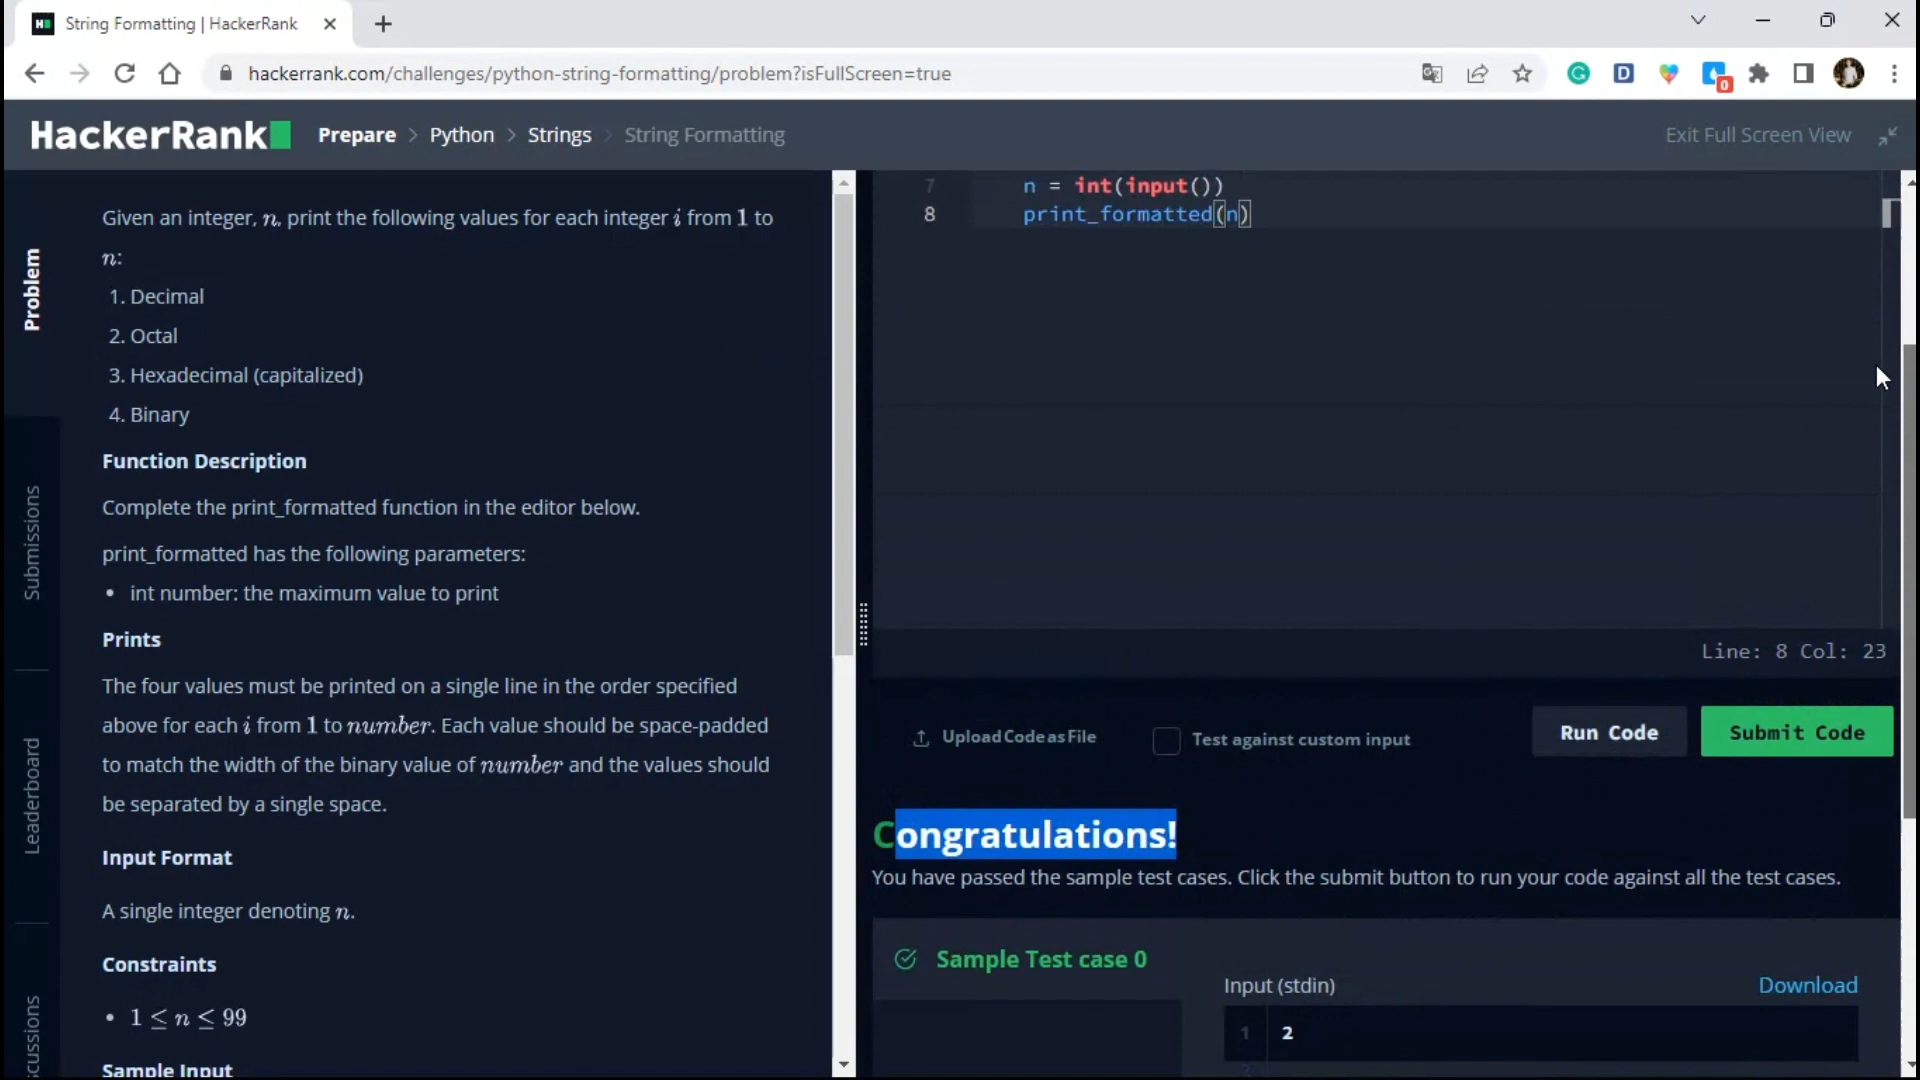 String Formatting | HackerRank
hackerrank.com/challenges/python-string-formatting/problem?isFullScreen=true
0
HackerRank
Prepare > Python > Strings > String Formatting
Exit Full Screen View
Problem
Submissions
Leaderboard
cussions
Given an integer, n, print the following values for each integer i from 1 to
n:
1. Decimal
2. Octal
3. Hexadecimal (capitalized)
4. Binary
Function Description
Complete the print_formatted function in the editor below.
print_formatted has the following parameters:
• int number: the maximum value to print
Prints
The four values must be printed on a single line in the order specified
above for each i from 1 to number. Each value should be space-padded
to match the width of the binary value of number and the values should
be separated by a single space.
Input Format
A single integer denoting n.
Constraints
• 1 ≤ n ≤ 99
Sample Input
7 n = int(input())
8 print_formatted(n)
Line: 8 Col: 23
Upload Code as File
Test against custom input
Run Code
Submit Code
Congratulations!
You have passed the sample test cases. Click the submit button to run your code against all the test cases.
Sample Test case 0
Input (stdin)
Download
1 2